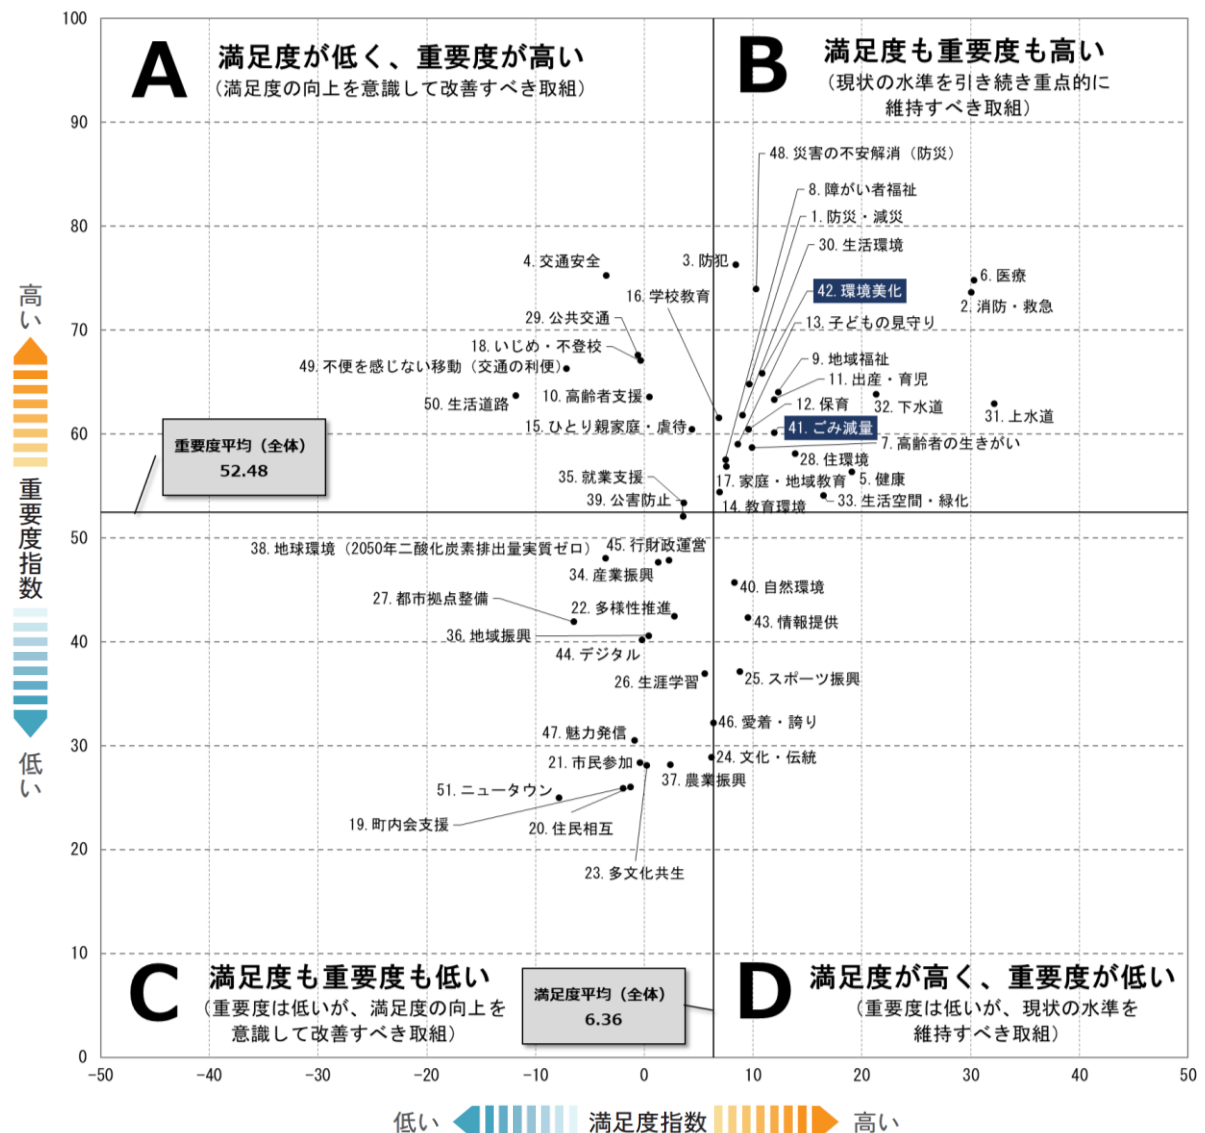 100
A
満足度が低く、重要度が高い
(満足度の向上を意識して改善すべき取組)
B
満足度も重要度も高い
(現状の水準を引き続き重点的に
維持すべき取組)
90
48. 災害の不安解消(防災)
8. 障がい者福祉
1. 防災・減災
80
30. 生活環境
4. 交通安全
3. 防犯
6. 医療
16. 学校教育
42. 環境美化
2. 消防・救急
29. 公共交通
13. 子どもの見守り
70
18. いじめ・不登校
49. 不便を感じない移動(交通の利便)
9. 地域福祉
11. 出産・育児
50. 生活道路
10. 高齢者支援
12. 保育
32. 下水道
31. 上水道
15. ひとり親家庭・虐待
41. ごみ減量
60
7. 高齢者の生きがい
重要度平均(全体)
52.48
28. 住環境
35. 就業支援
17. 家庭・地域教育
5. 健康
39. 公害防止
14. 教育環境
33. 生活空間・緑化
50
38. 地球環境(2050年二酸化炭素排出量実質ゼロ)
45. 行財政運営
34. 産業振興
40. 自然環境
27. 都市拠点整備
22. 多様性推進
43. 情報提供
36. 地域振興
40
44. デジタル
26. 生涯学習
25. スポーツ振興
46. 愛着・誇り
47. 魅力発信
30
21. 市民参加
24. 文化・伝統
37. 農業振興
51. ニュータウン
19. 町内会支援
20. 住民相互
20
23. 多文化共生
10
C
満足度も重要度も低い
(重要度は低いが、満足度の向上を
意識して改善すべき取組)
満足度平均(全体)
6.36
D
満足度が高く、重要度が低い
(重要度は低いが、現状の水準を
維持すべき取組)
0
-50
-40
-30
-20
-10
0
10
20
30
40
50
高い
重要度指数
低い
低い
満足度指数
高い